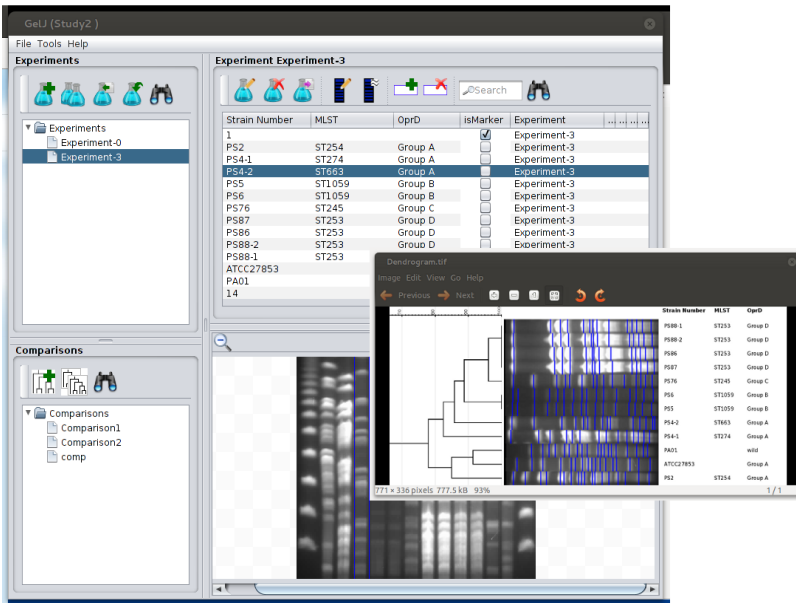 GelJ (Study2 )
File Tools Help
Experiments
Experiments
Experiment-0
Experiment-3
Experiment Experiment-3
Search
Strain Number MLST OprD isMarker Experiment ... ... ... ...
1 Experiment-3
PS2 ST254 Group A Experiment-3
PS4-1 ST274 Group A Experiment-3
PS4-2 ST663 Group A Experiment-3
PS5 ST1059 Group B Experiment-3
PS6 ST1059 Group B Experiment-3
PS76 ST245 Group C Experiment-3
PS87 ST253 Group D Experiment-3
PS86 ST253 Group D Experiment-3
PS88-2 ST253 Group D Experiment-3
PS88-1 ST253
ATCC27853
PA01
14
Comparisons
Comparisons
Comparison1
Comparison2
comp
Dendrogram.tif
Image Edit View Go Help
Previous Next
Strain Number MLST OprD
PS88-1 ST253 Group D
PS88-2 ST253 Group D
PS86 ST253 Group D
PS87 ST253 Group D
PS76 ST245 Group C
PS6 ST1059 Group B
PS5 ST1059 Group B
PS4-2 ST663 Group A
PS4-1 ST274 Group A
PA01 wild
ATCC27853 Group A
PS2 ST254 Group A
771 × 336 pixels 777.5 kB 93% 1 / 1